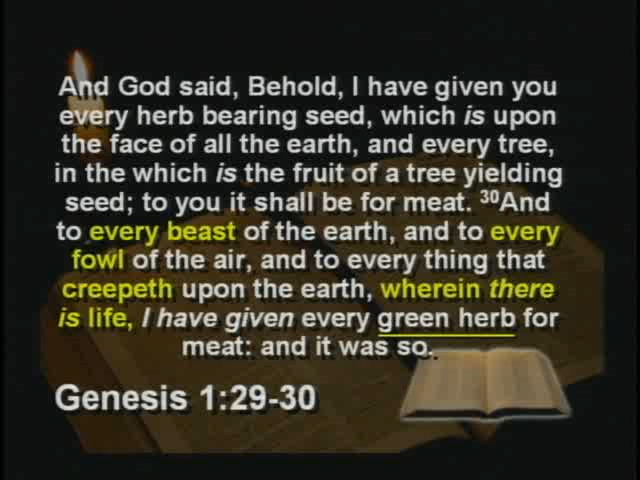 And God said, Behold, I have given you
every herb bearing seed, which is upon
the face of all the earth, and every tree,
in the which is the fruit of a tree yielding
seed; to you it shall be for meat. ³⁰And
to every beast of the earth, and to every
fowl of the air, and to every thing that
creepeth upon the earth, wherein there
is life, I have given every green herb for
meat: and it was so.
Genesis 1:29-30